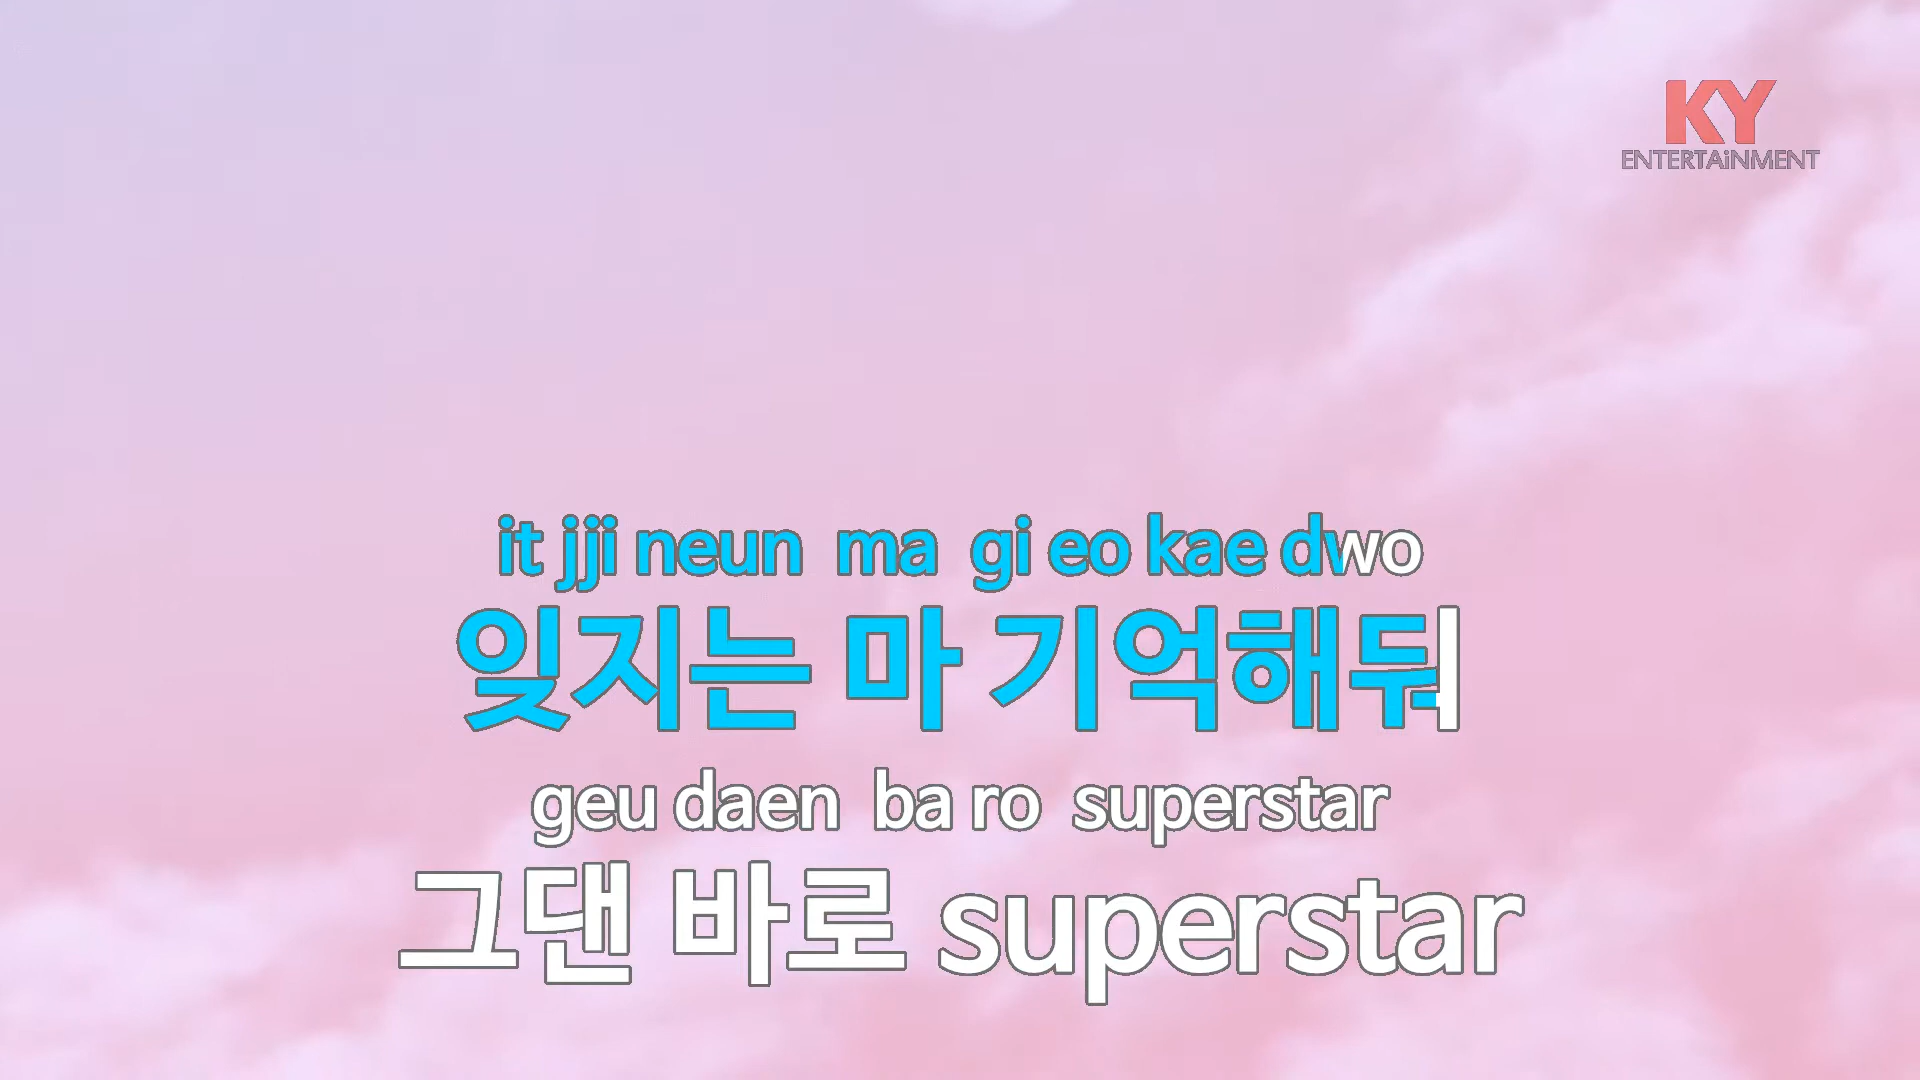 KY
ENTERTAiNMENT
it jji neun ma gi eo kae dwo
잊지는 마 기억해둬
geu daen ba ro superstar
그댄 바로 superstar